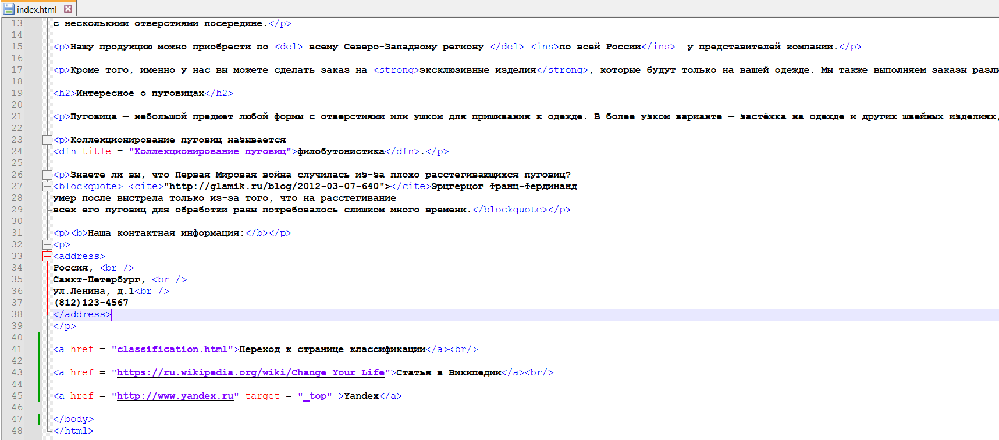 index.html
13 с несколькими отверстиями посередине.</p>
14
15 <p>Нашу продукцию можно приобрести по <del> всему Северо-Западному региону </del> <ins>по всей России</ins>  у представителей компании.</p>
16
17 <p>Кроме того, именно у нас вы можете сделать заказ на <strong>эксклюзивные изделия</strong>, которые будут только на вашей одежде. Мы также выполняем заказы разли
18
19 <h2>Интересное о пуговицах</h2>
20
21 <p>Пуговица — небольшой предмет любой формы с отверстиями или ушком для пришивания к одежде. В более узком варианте — застёжка на одежде и других швейных изделиях,
22
23 <p>Коллекционирование пуговиц называется
24 <dfn title = "Коллекционирование пуговиц">филобутонистика</dfn>.</p>
25
26 <p>Знаете ли вы, что Первая Мировая война случилась из-за плохо расстегивающихся пуговиц?
27 <blockquote> <cite>"http://glamik.ru/blog/2012-03-07-640"></cite>Эрцгерцог Франц-Фердинанд
28 умер после выстрела только из-за того, что на расстегивание
29 всех его пуговиц для обработки раны потребовалось слишком много времени.</blockquote></p>
30
31 <p><b>Наша контактная информация:</b></p>
32 <p>
33 <address>
34 Россия, <br />
35 Санкт-Петербург, <br />
36 ул.Ленина, д.1<br />
37 (812)123-4567
38 </address>
39 </p>
40
41 <a href = "classification.html">Переход к странице классификации</a><br/>
42
43 <a href = "https://ru.wikipedia.org/wiki/Change_Your_Life">Статья в Википедии</a><br/>
44
45 <a href = "http://www.yandex.ru" target = "_top" >Yandex</a>
46
47 </body>
48 </html>